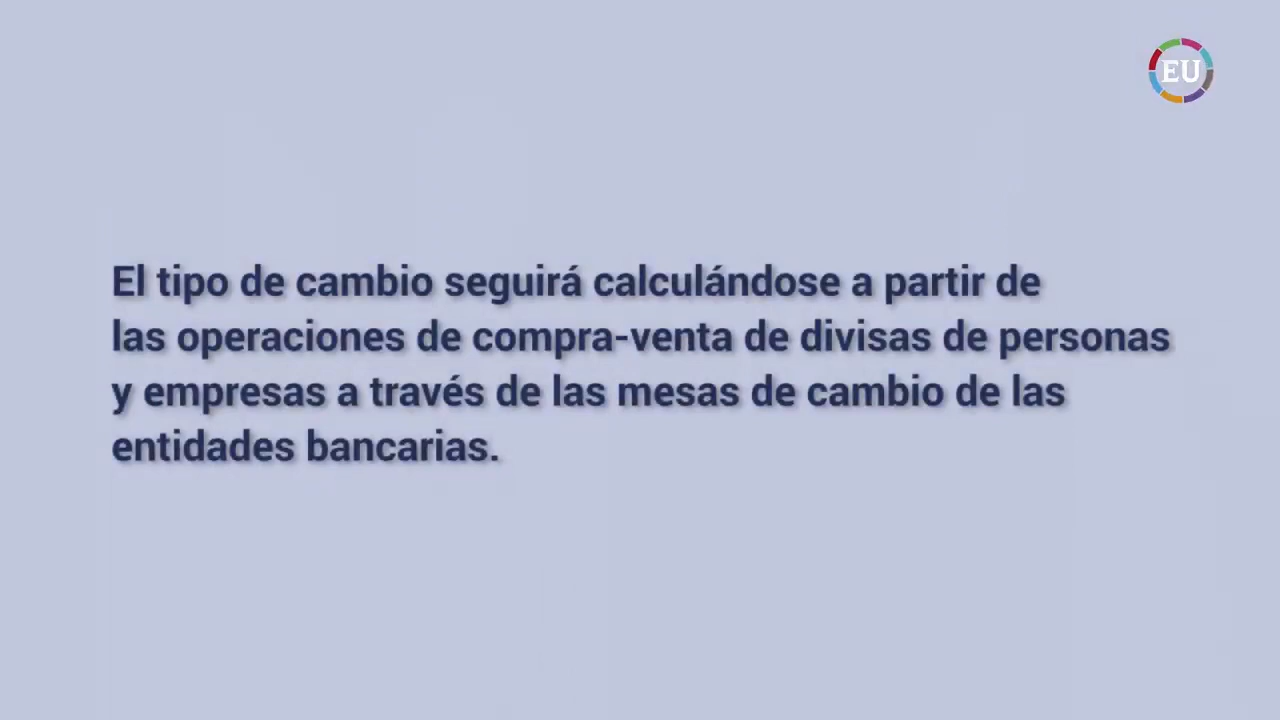 EU
El tipo de cambio seguirá calculándose a partir de
las operaciones de compra-venta de divisas de personas
y empresas a través de las mesas de cambio de las
entidades bancarias.